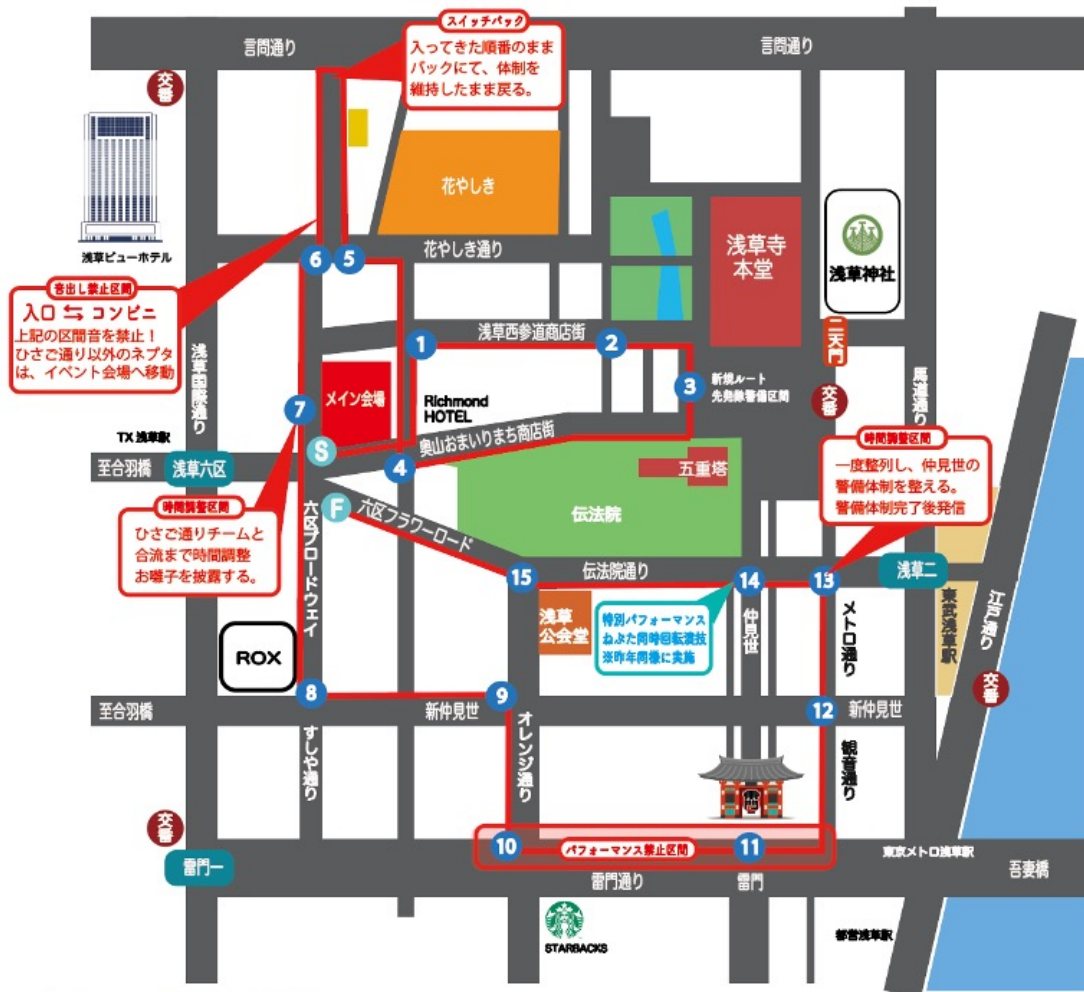 言問通り
言問通り
スイッチバック
入ってきた順番のまま
バックにて、体制を
維持したまま戻る。
交番
花やしき
浅草ビューホテル
花やしき通り
浅草寺
本堂
浅草神社
二天門
音出し禁止区間
入口 ⇆ コンビニ
上記の区間音を禁止!
ひさご通り以外のネプタ
は、イベント会場へ移動
6
5
浅草国際通り
浅草西参道商店街
1
2
3
新規ルート
先発隊警備区間
交番
馬道通り
メイン会場
Richmond
HOTEL
7
TX 浅草駅
S
奥山おまいりまち商店街
4
至合羽橋
浅草六区
五重塔
伝法院
時間調整区間
一度整列し、仲見世の
警備体制を整える。
警備体制完了後発信
時間調整区間
ひさご通りチームと
合流まで時間調整
お囃子を披露する。
F
六区フラワーロード
六区ブロードウェイ
15
伝法院通り
14
13
浅草二
浅草
公会堂
特別パフォーマンス
ねぶた同時回転演技
※昨年同様に実施
仲見世
メトロ通り
東武浅草駅
江戸通り
交番
ROX
8
9
至合羽橋
新仲見世
12
新仲見世
すしや通り
オレンジ通り
観音通り
雷門
交番
10
パフォーマンス禁止区間
11
東京メトロ浅草駅
雷門一
雷門通り
雷門
吾妻橋
STARBACKS
都営浅草駅